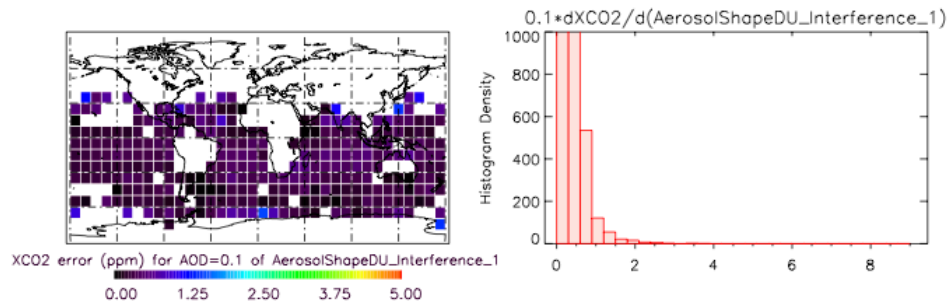 0.1*dXCO2/d(AerosolShapeDU_Interference_1)
1000
800
600
400
200
0
Histogram Density
0 2 4 6 8
XCO2 error (ppm) for AOD=0.1 of AerosolShapeDU_Interference_1
0.00 1.25 2.50 3.75 5.00